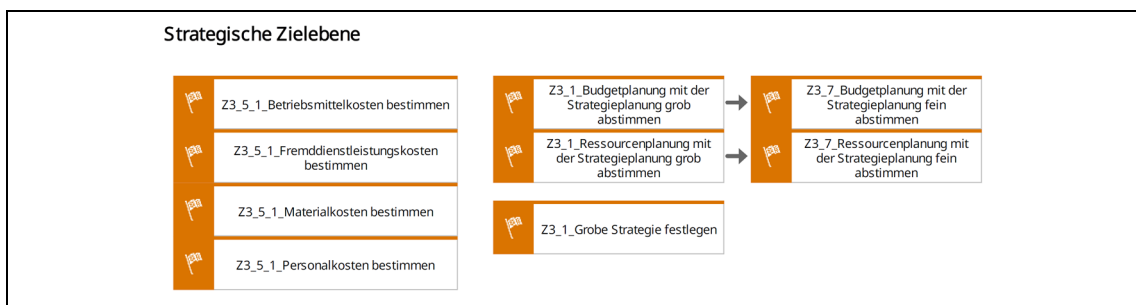 Strategische Zielebene
Z3_5_1_Betriebsmittelkosten bestimmen
Z3_5_1_Fremddienstleistungskosten
bestimmen
Z3_5_1_Materialkosten bestimmen
Z3_5_1_Personalkosten bestimmen
Z3_1_Budgetplanung mit der
Strategieplanung grob
abstimmen
Z3_7_Budgetplanung mit der
Strategieplanung fein
abstimmen
Z3_1_Ressourcenplanung mit
der Strategieplanung grob
abstimmen
Z3_7_Ressourcenplanung mit
der Strategieplanung fein
abstimmen
Z3_1_Grobe Strategie festlegen